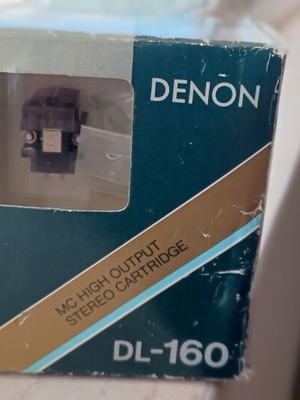 DENON
MC HIGH OUTPUT
STEREO CARTRIDGE
DL-160